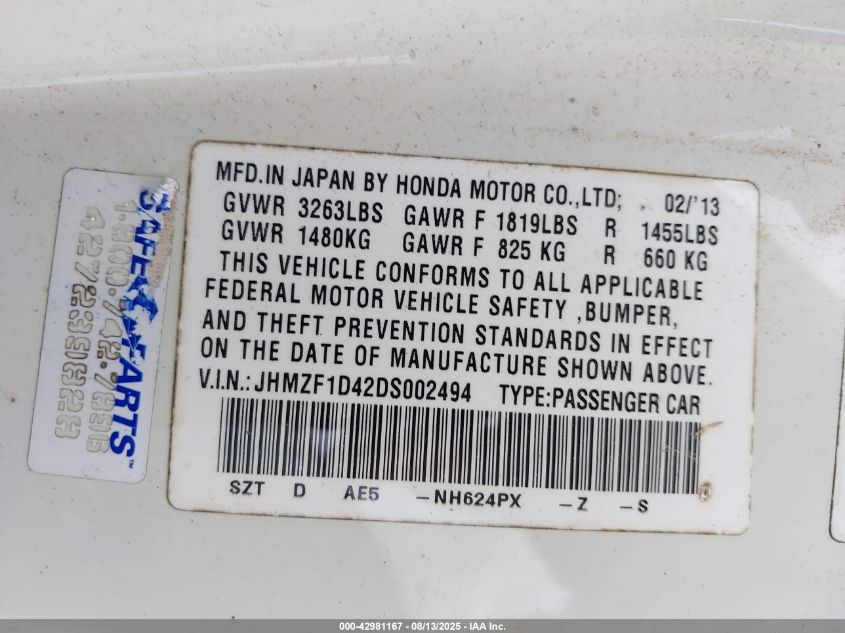 MFD.IN JAPAN BY HONDA MOTOR CO.,LTD; 02/'13
GVWR 3263LBS GAWR F 1819LBS R 1455LBS
GVWR 1480KG GAWR F 825 KG R 660 KG
THIS VEHICLE CONFORMS TO ALL APPLICABLE
FEDERAL MOTOR VEHICLE SAFETY ,BUMPER,
AND THEFT PREVENTION STANDARDS IN EFFECT
ON THE DATE OF MANUFACTURE SHOWN ABOVE.
V.I.N.: JHMZF1D42DS002494 TYPE:PASSENGER CAR
SZT D AE5 -NH624PX -Z -S
SAFE PARTS™
000-42981167 - 08/13/2025 - IAA Inc.